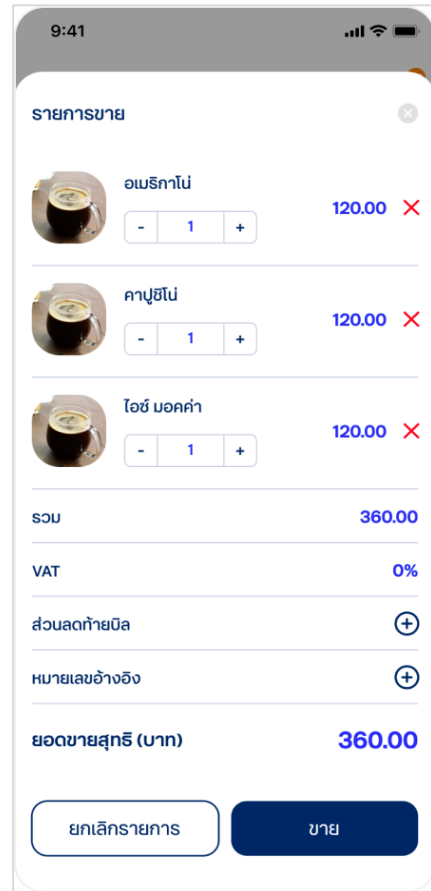 9:41
รายการขาย
อเมริกาโน่
120.00
- 1 +
คาปูชิโน่
120.00
- 1 +
ไอซ์ มอคค่า
120.00
- 1 +
รวม 360.00
VAT 0%
ส่วนลดท้ายบิล
หมายเลขอ้างอิง
ยอดขายสุทธิ (บาท) 360.00
ยกเลิกรายการ ขาย